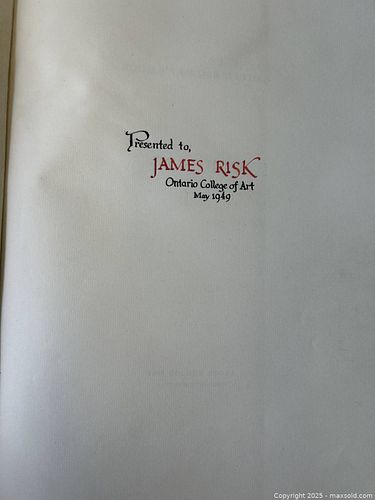 Presented to,
JAMES RISK
Ontario College of Art
May 1949
Copyright 2025 - maxsold.com